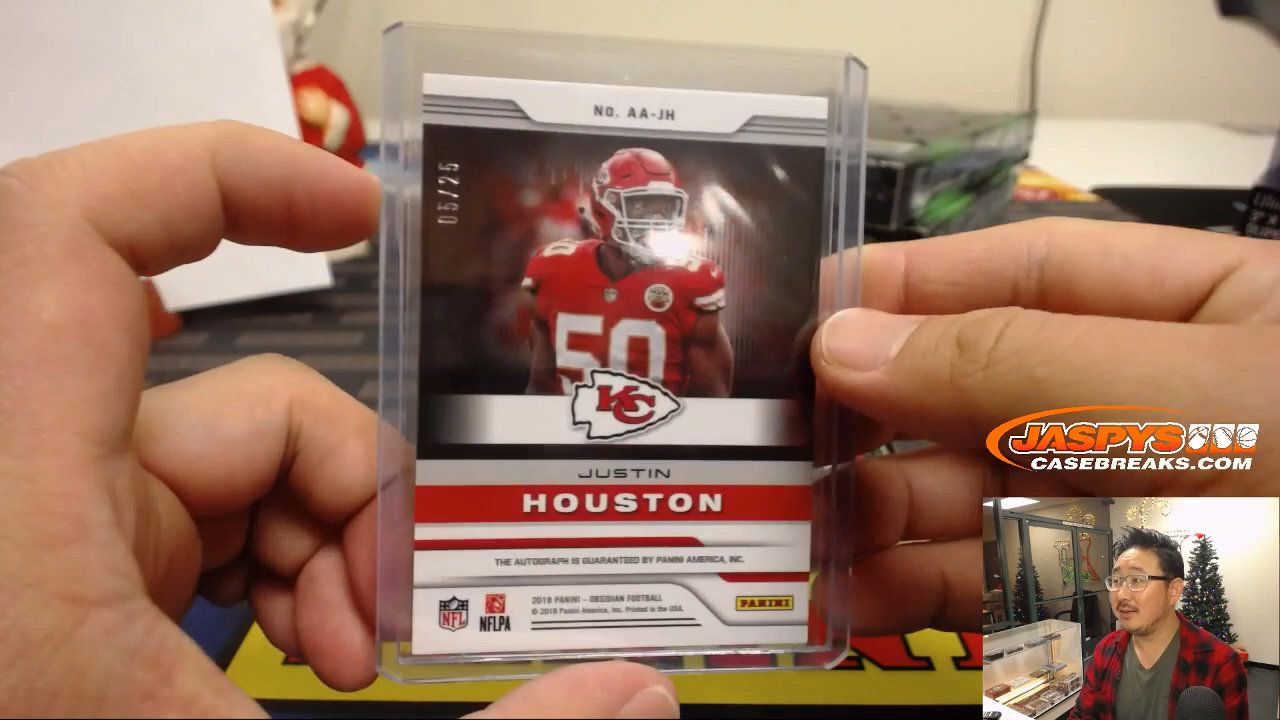 No. AA-JH
05/25
50
KC
JUSTIN
HOUSTON
THE AUTOGRAPH IS GUARANTEED BY PANINI AMERICA, INC.
NFL
NFLPA
2018 PANINI - OBSIDIAN FOOTBALL
© 2018 Panini America, Inc. Printed in the USA.
PANINI
JASPYS
CASEBREAKS.COM